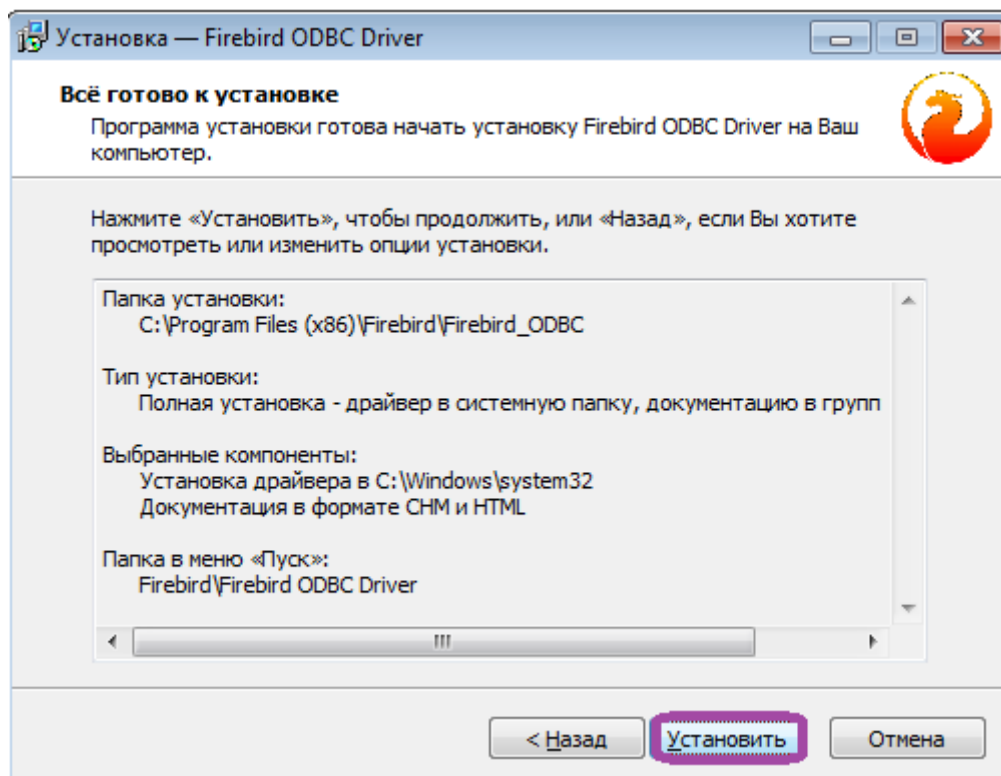 Установка — Firebird ODBC Driver
Всё готово к установке
Программа установки готова начать установку Firebird ODBC Driver на Ваш
компьютер.
Нажмите «Установить», чтобы продолжить, или «Назад», если Вы хотите
просмотреть или изменить опции установки.
Папка установки:
C:\Program Files (x86)\Firebird\Firebird_ODBC
Тип установки:
Полная установка - драйвер в системную папку, документацию в групп
Выбранные компоненты:
Установка драйвера в C:\Windows\system32
Документация в формате CHM и HTML
Папка в меню «Пуск»:
Firebird\Firebird ODBC Driver
< Назад Установить Отмена